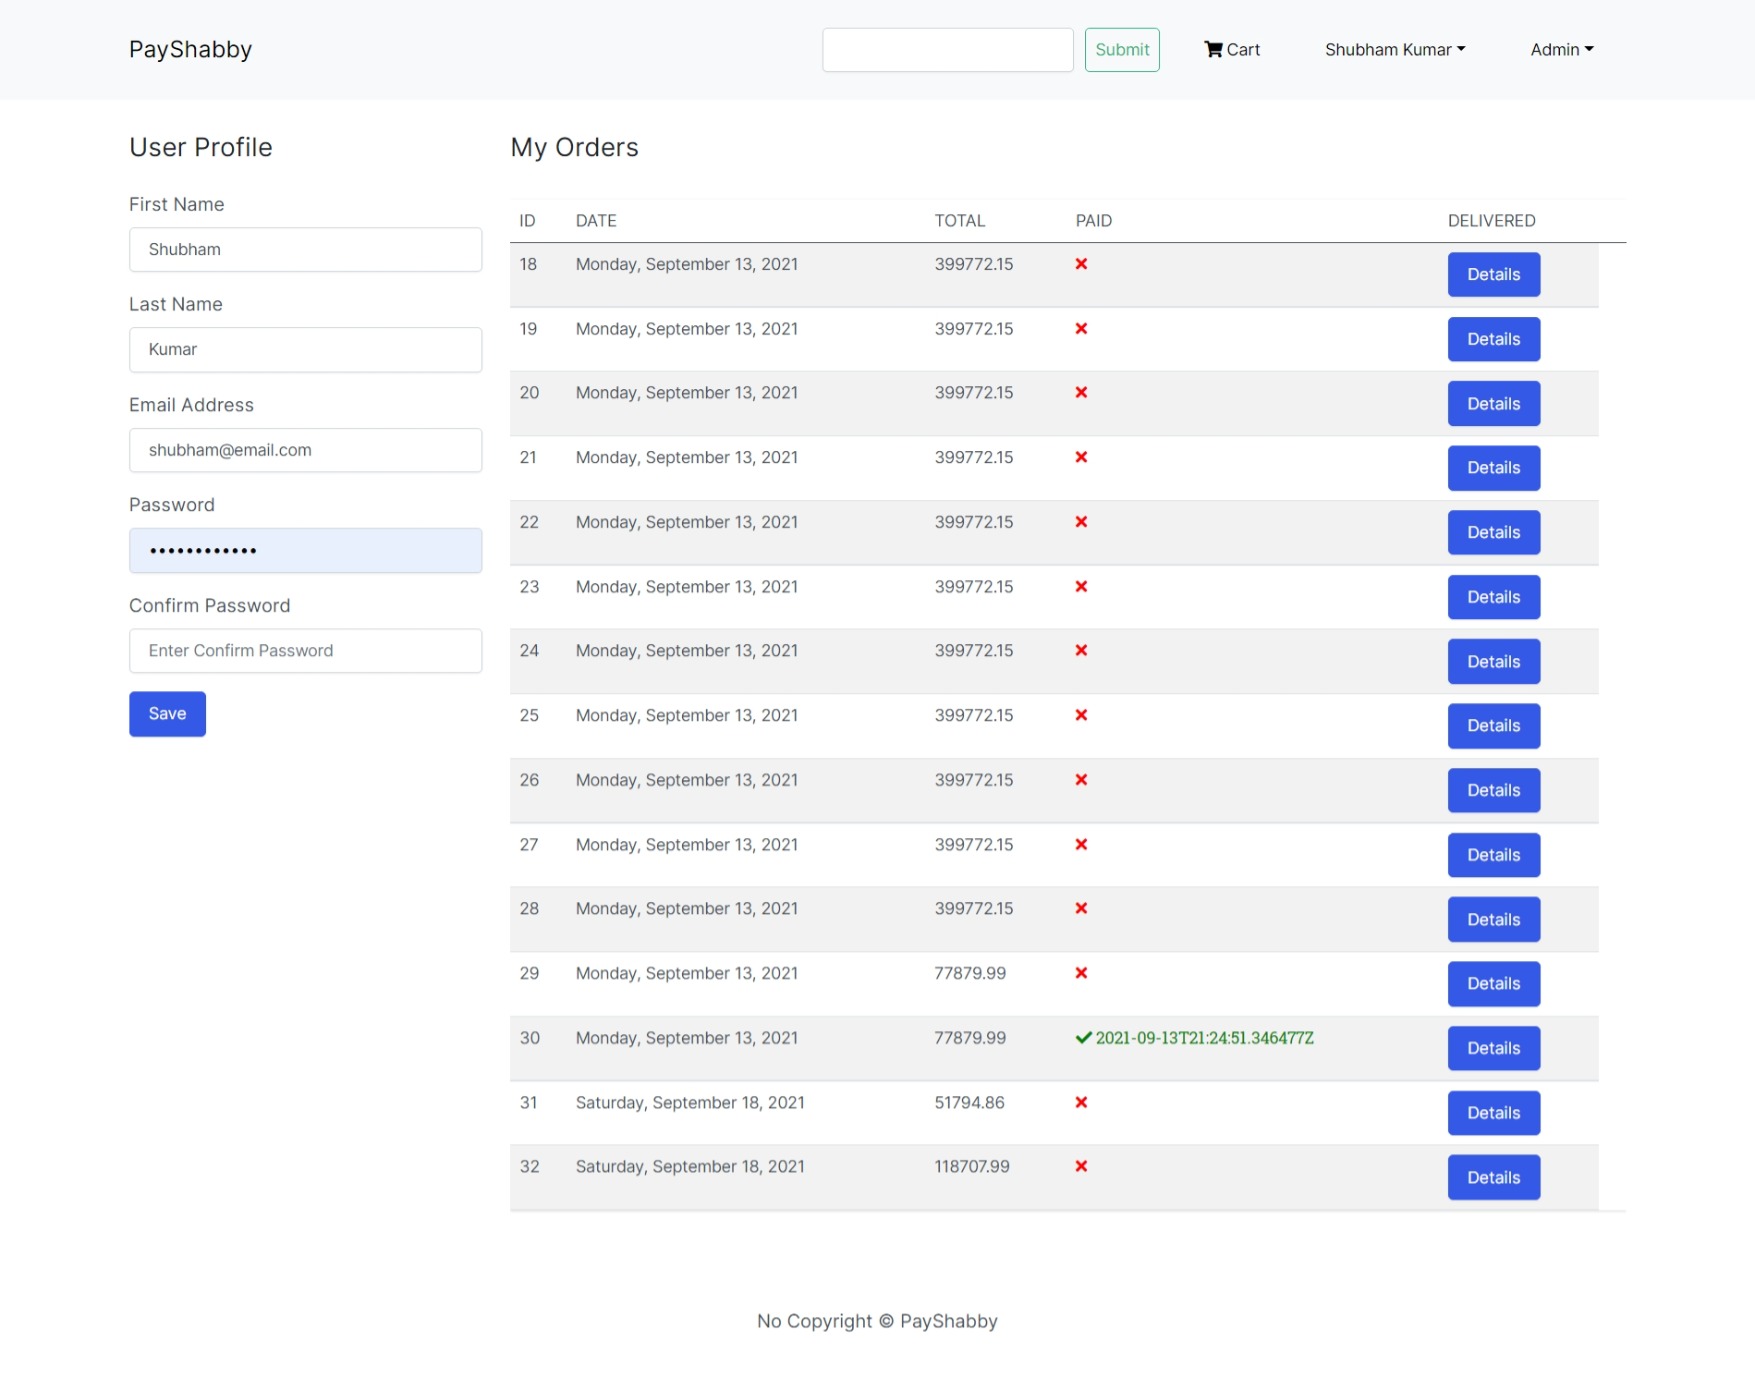 PayShabby
Submit
Cart
Shubham Kumar
Admin
User Profile
First Name
Shubham
Last Name
Kumar
Email Address
shubham@email.com
Password
••••••••••••
Confirm Password
Enter Confirm Password
Save
My Orders
ID DATE TOTAL PAID DELIVERED
18 Monday, September 13, 2021 399772.15 Details
19 Monday, September 13, 2021 399772.15 Details
20 Monday, September 13, 2021 399772.15 Details
21 Monday, September 13, 2021 399772.15 Details
22 Monday, September 13, 2021 399772.15 Details
23 Monday, September 13, 2021 399772.15 Details
24 Monday, September 13, 2021 399772.15 Details
25 Monday, September 13, 2021 399772.15 Details
26 Monday, September 13, 2021 399772.15 Details
27 Monday, September 13, 2021 399772.15 Details
28 Monday, September 13, 2021 399772.15 Details
29 Monday, September 13, 2021 77879.99 Details
30 Monday, September 13, 2021 77879.99 2021-09-13T21:24:51.346477Z Details
31 Saturday, September 18, 2021 51794.86 Details
32 Saturday, September 18, 2021 118707.99 Details
No Copyright © PayShabby